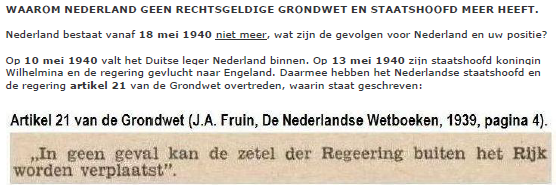 WAAROM NEDERLAND GEEN RECHTSGELDIGE GRONDWET EN STAATSHOOFD MEER HEEFT.
Nederland bestaat vanaf 18 mei 1940 niet meer, wat zijn de gevolgen voor Nederland en uw positie?
Op 10 mei 1940 valt het Duitse leger Nederland binnen. Op 13 mei 1940 zijn staatshoofd koningin
Wilhelmina en de regering gevlucht naar Engeland. Daarmee hebben het Nederlandse staatshoofd en
de regering artikel 21 van de Grondwet overtreden, waarin staat geschreven:
Artikel 21 van de Grondwet (J.A. Fruin, De Nederlandse Wetboeken, 1939, pagina 4).
„In geen geval kan de zetel der Regeering buiten het Rijk
worden verplaatst”.